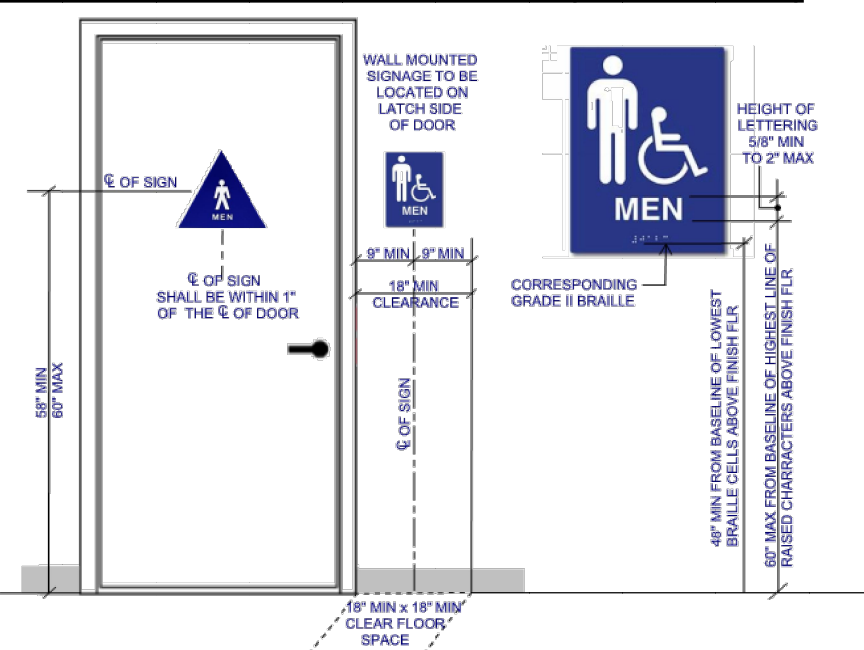 WALL MOUNTED
SIGNAGE TO BE
LOCATED ON
LATCH SIDE
OF DOOR
HEIGHT OF
LETTERING
5/8" MIN
TO 2" MAX
℄ OF SIGN
MEN
MEN
MEN
9" MIN 9" MIN
18" MIN
CLEARANCE
℄ OF SIGN
SHALL BE WITHIN 1"
OF THE ℄ OF DOOR
CORRESPONDING
GRADE II BRAILLE
58" MIN
60" MAX
℄ OF SIGN
48" MIN FROM BASELINE OF LOWEST
BRAILLE CELLS ABOVE FINISH FLR
60" MAX FROM BASELINE OF HIGHEST LINE OF
RAISED CHARRACTERS ABOVE FINISH FLR
18" MIN x 18" MIN
CLEAR FLOOR
SPACE